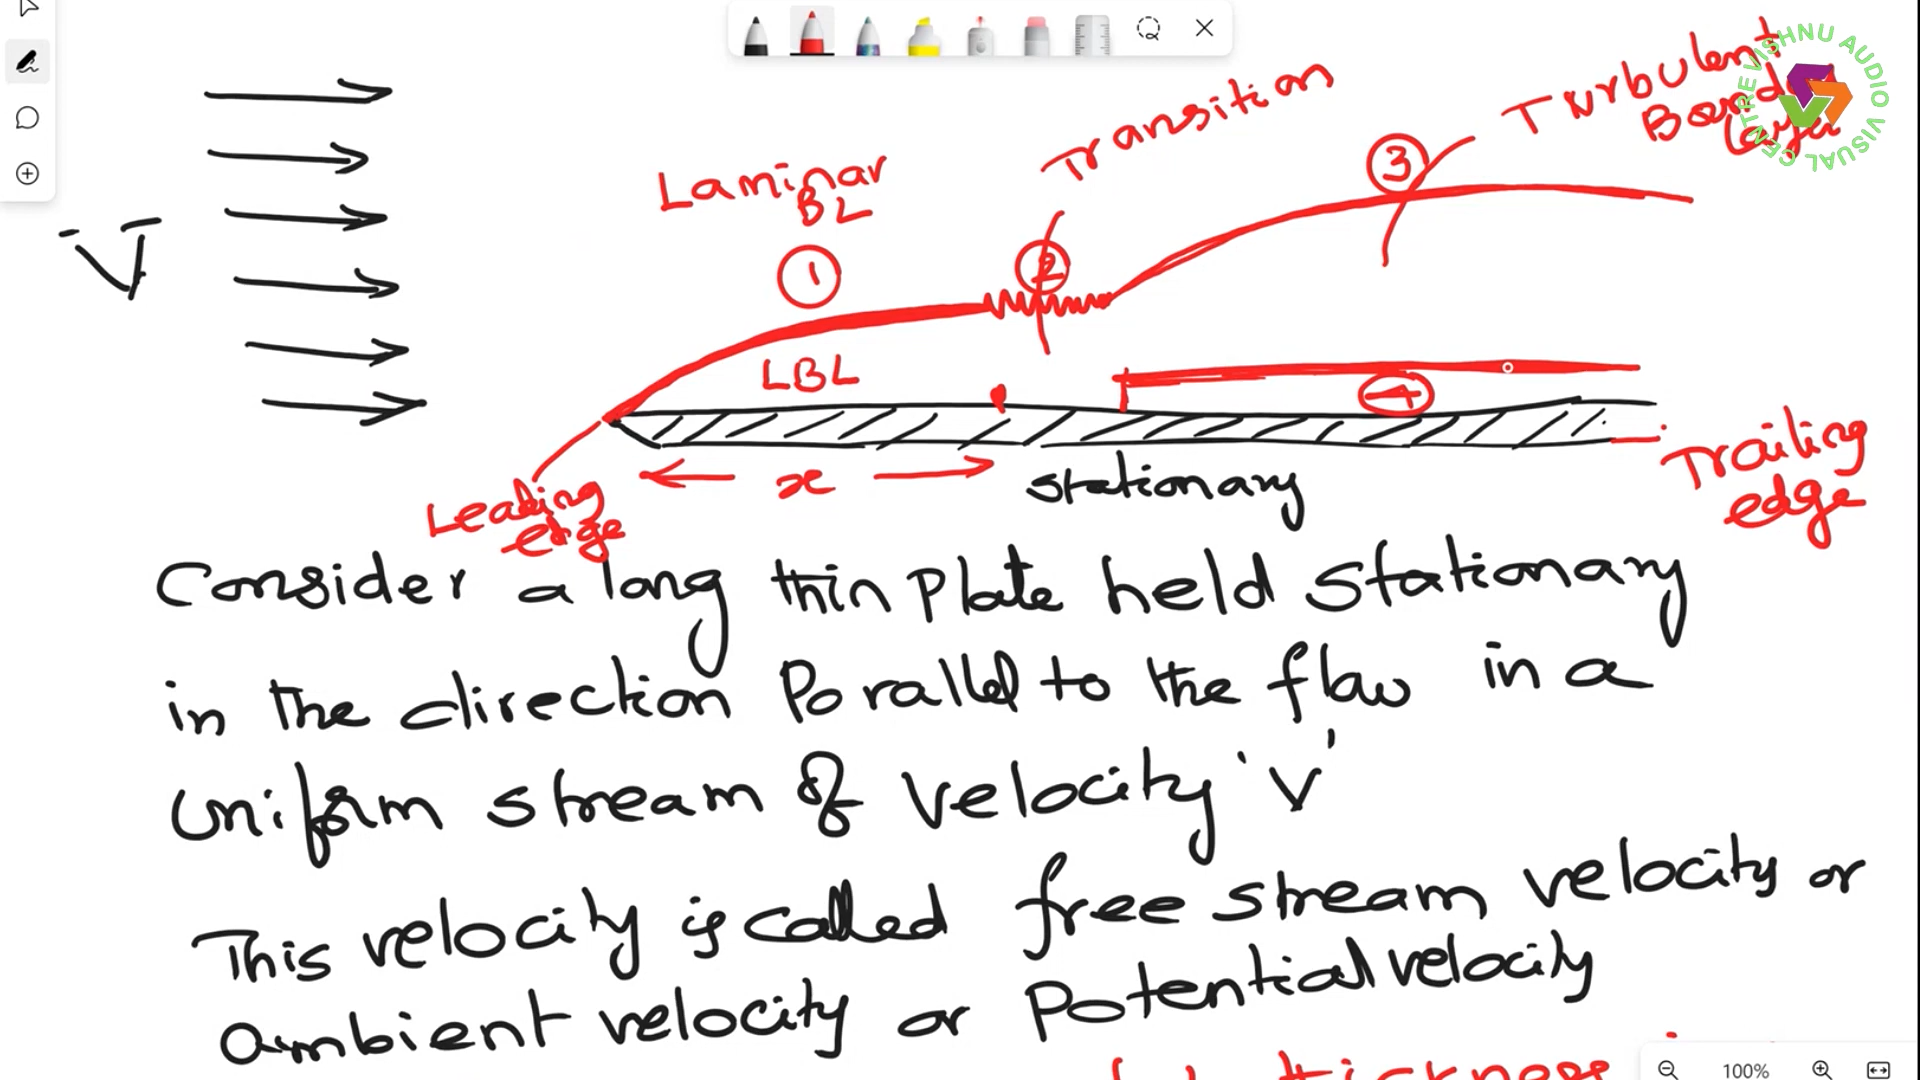 Transition
Turbulent
Boundary
layer
VISHNU AUDIO VISUAL CENTRE
Laminar
BL
1
2
3
V
LBL
4
x
stationary
Leading
edge
Trailing
edge
Consider a long thin plate held stationary
in the direction Parallel to the flow in a
uniform stream of velocity 'V'
This velocity is called free stream velocity or
ambient velocity or Potential velocity
thickness
100%